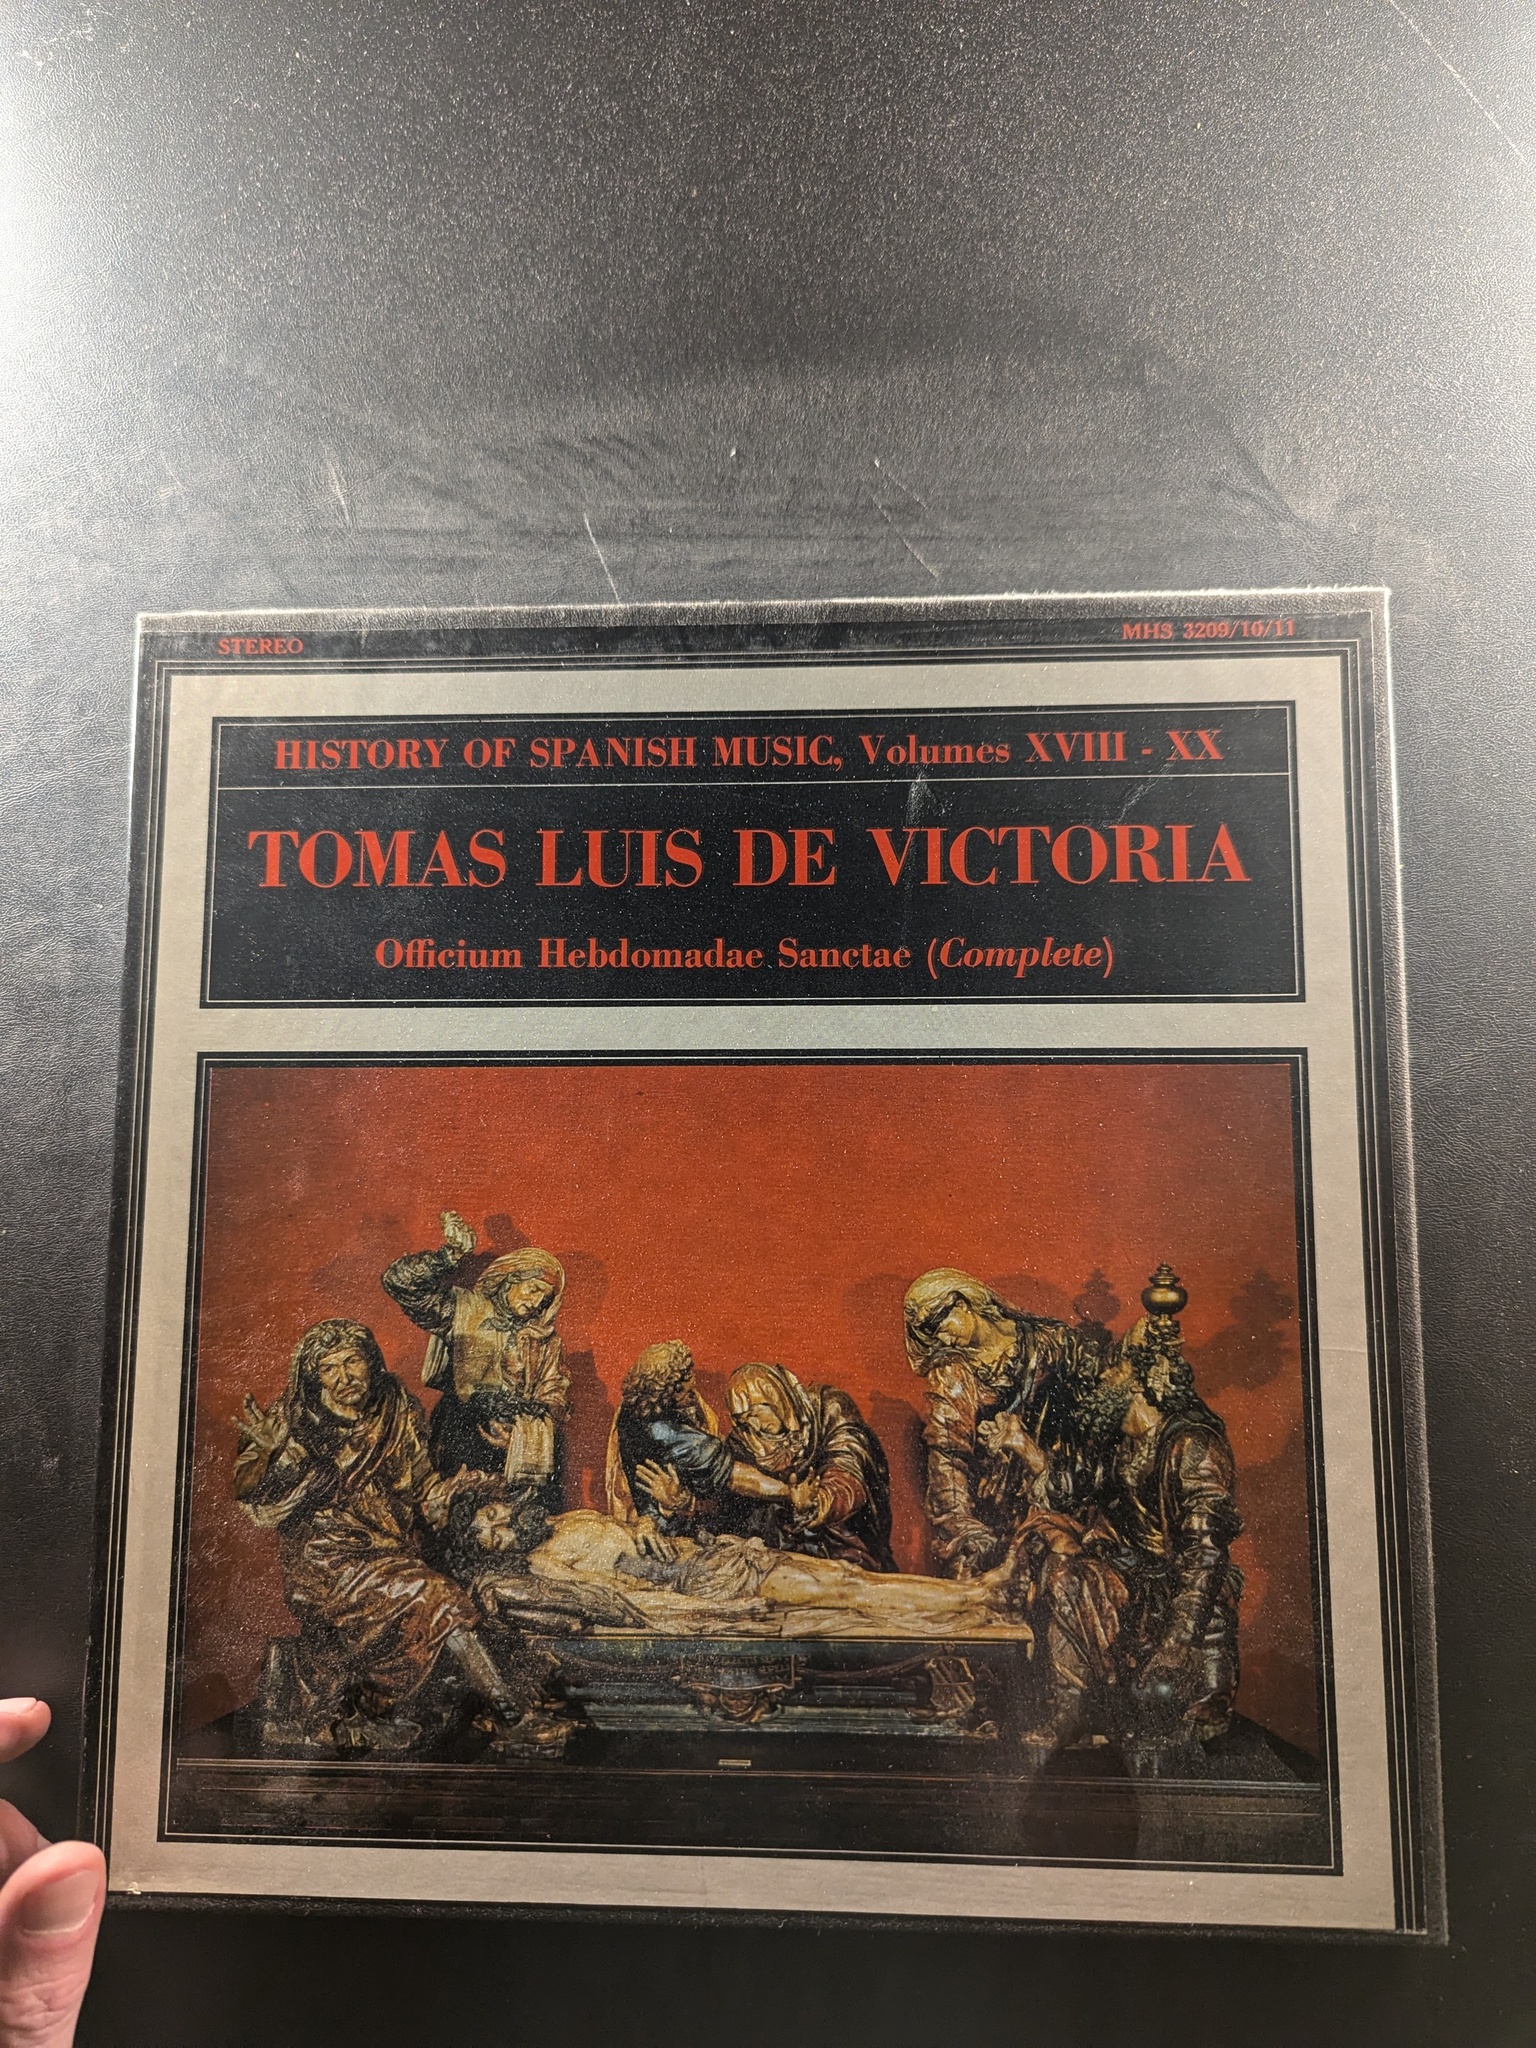 STEREO
MHS 3209/10/11
HISTORY OF SPANISH MUSIC, Volumes XVIII - XX
TOMAS LUIS DE VICTORIA
Officium Hebdomadae Sanctae (Complete)